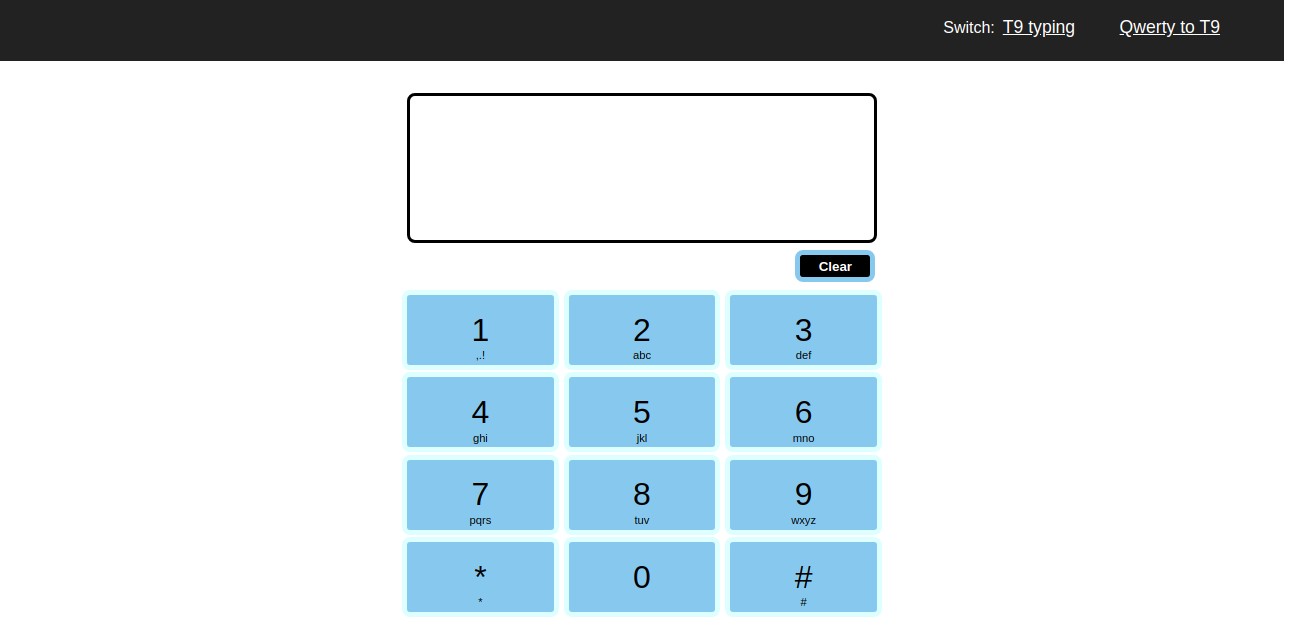 Switch: T9 typing Qwerty to T9
Clear
1 2 3
,.! abc def
4 5 6
ghi jkl mno
7 8 9
pqrs tuv wxyz
* 0 #
* #